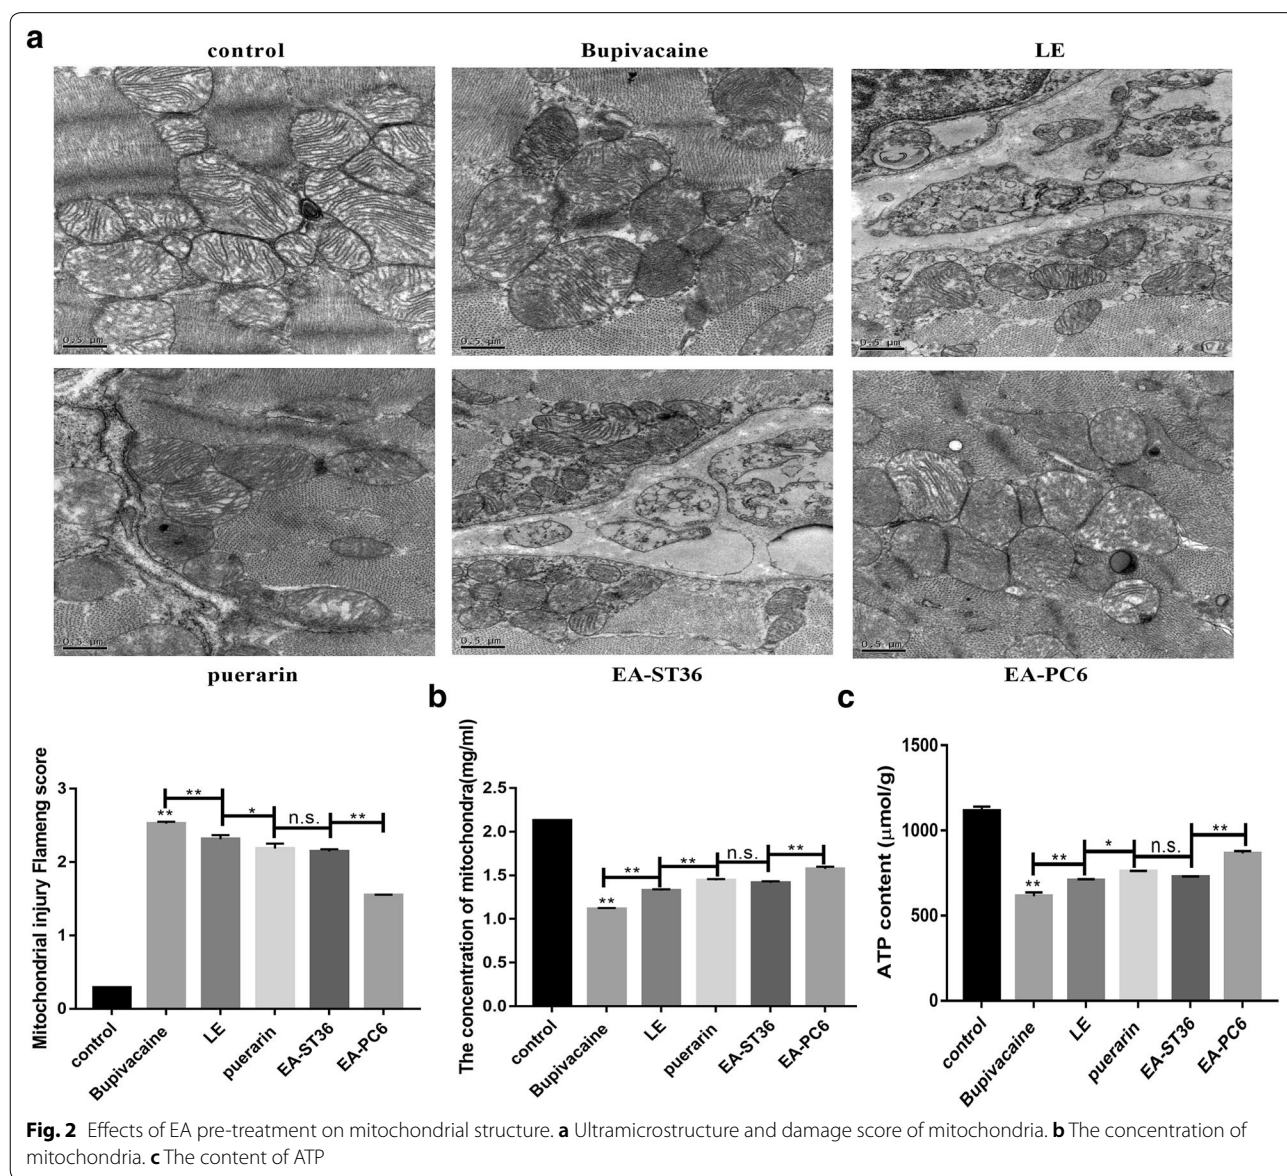 a
control Bupivacaine LE
0.5 µm 0.5 µm 0.5 µm
0.5 µm 0.5 µm 0.5 µm
puerarin EA-ST36 EA-PC6
Mitochondrial injury Flameng score
3
2
1
0
** ** * n.s. **
control Bupivacaine LE puerarin EA-ST36 EA-PC6
b
The concentration of mitochondra(mg/ml)
2.5
2.0
1.5
1.0
0.5
0.0
** ** ** n.s. **
control Bupivacaine LE puerarin EA-ST36 EA-PC6
c
ATP content (µmol/g)
1500
1000
500
0
** ** * n.s. **
control Bupivacaine LE puerarin EA-ST36 EA-PC6
Fig. 2 Effects of EA pre-treatment on mitochondrial structure. a Ultramicrostructure and damage score of mitochondria. b The concentration of
mitochondria. c The content of ATP